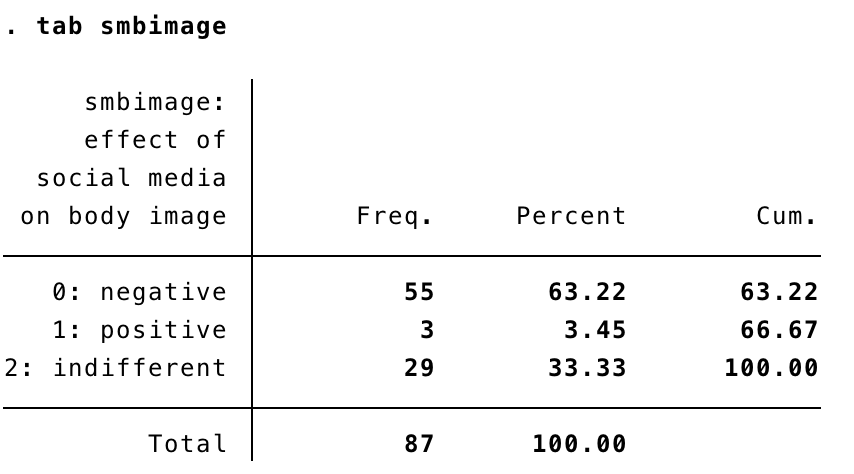 . tab smbimage
smbimage:
effect of
social media
on body image Freq. Percent Cum.
0: negative 55 63.22 63.22
1: positive 3 3.45 66.67
2: indifferent 29 33.33 100.00
Total 87 100.00